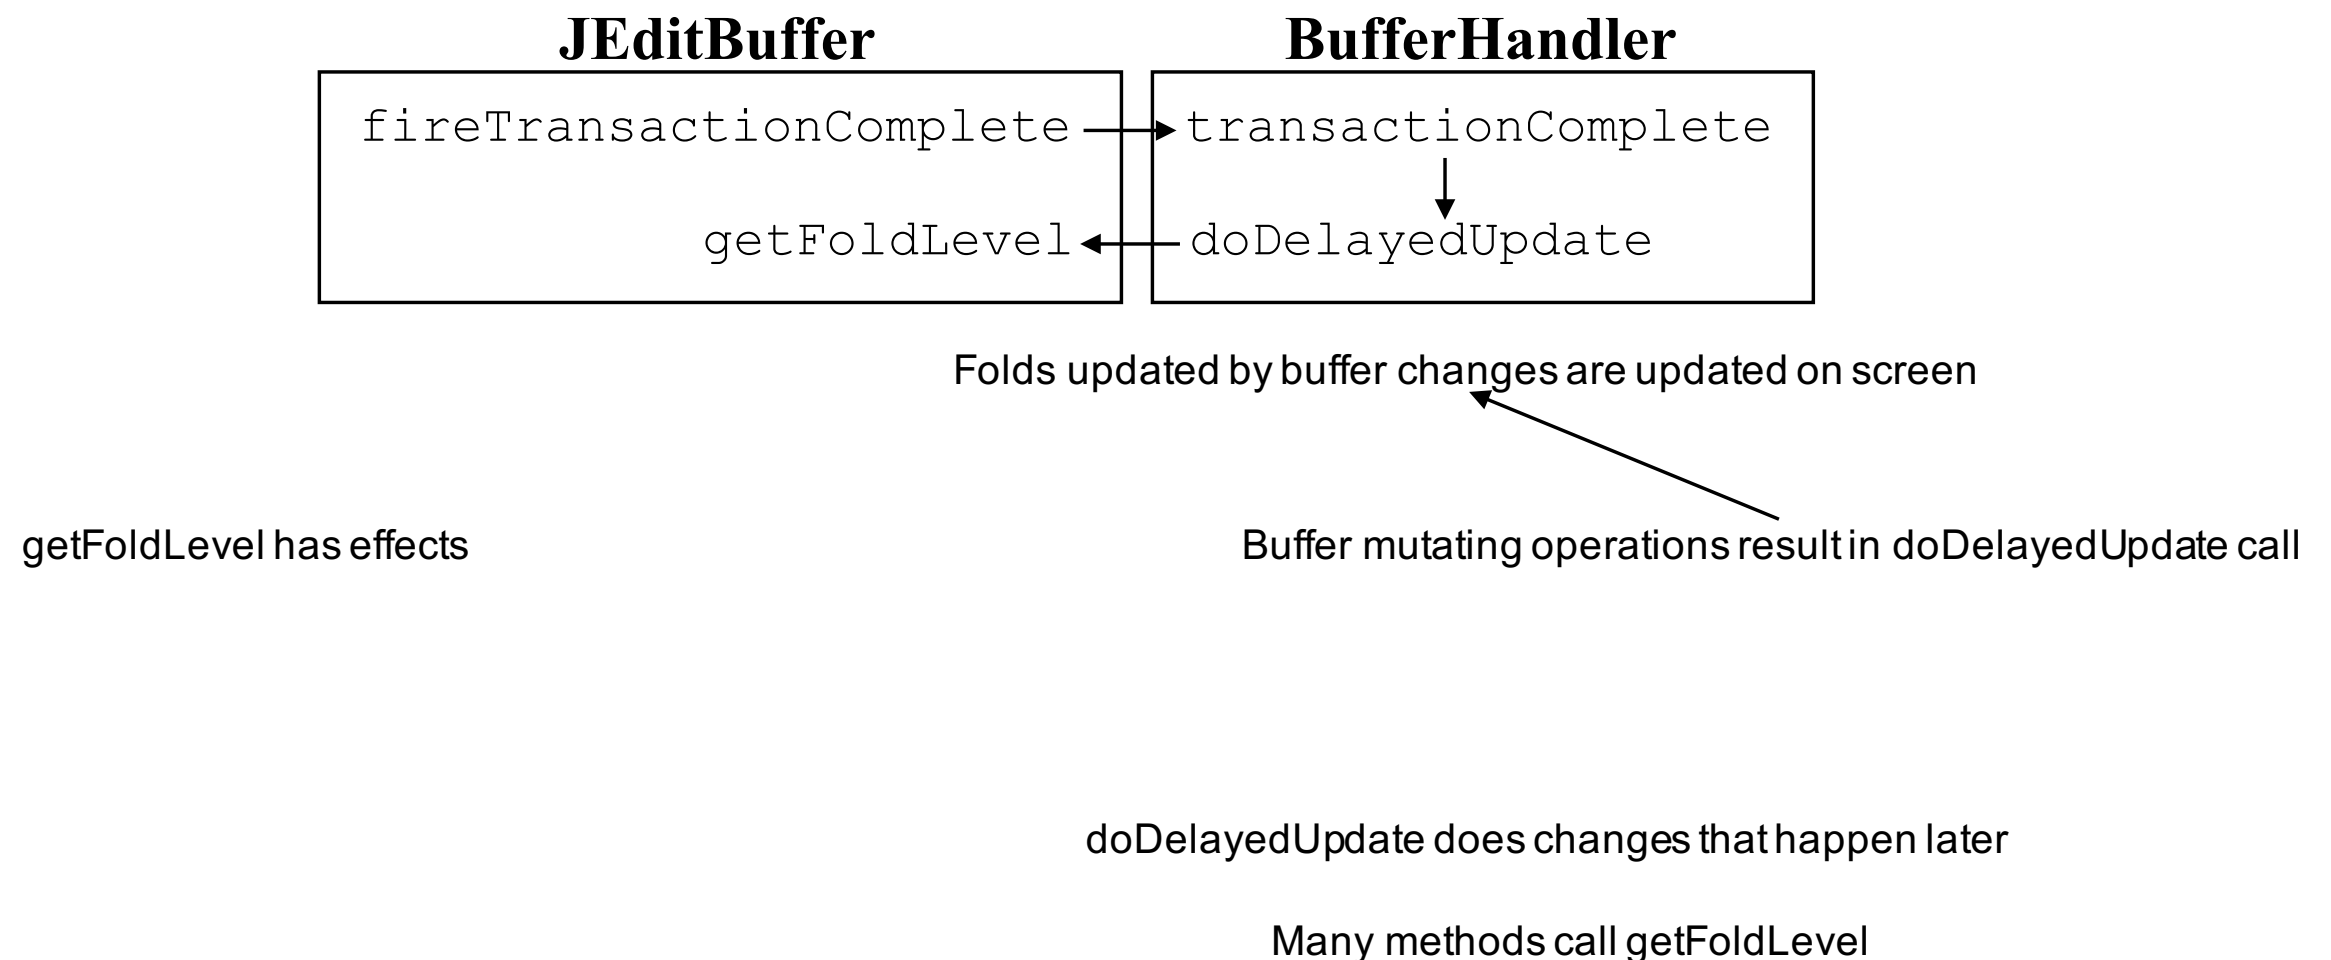 JEditBuffer
BufferHandler
fireTransactionComplete
transactionComplete
getFoldLevel
doDelayedUpdate
Folds updated by buffer changes are updated on screen
getFoldLevel has effects
Buffer mutating operations result in doDelayedUpdate call
doDelayedUpdate does changes that happen later
Many methods call getFoldLevel